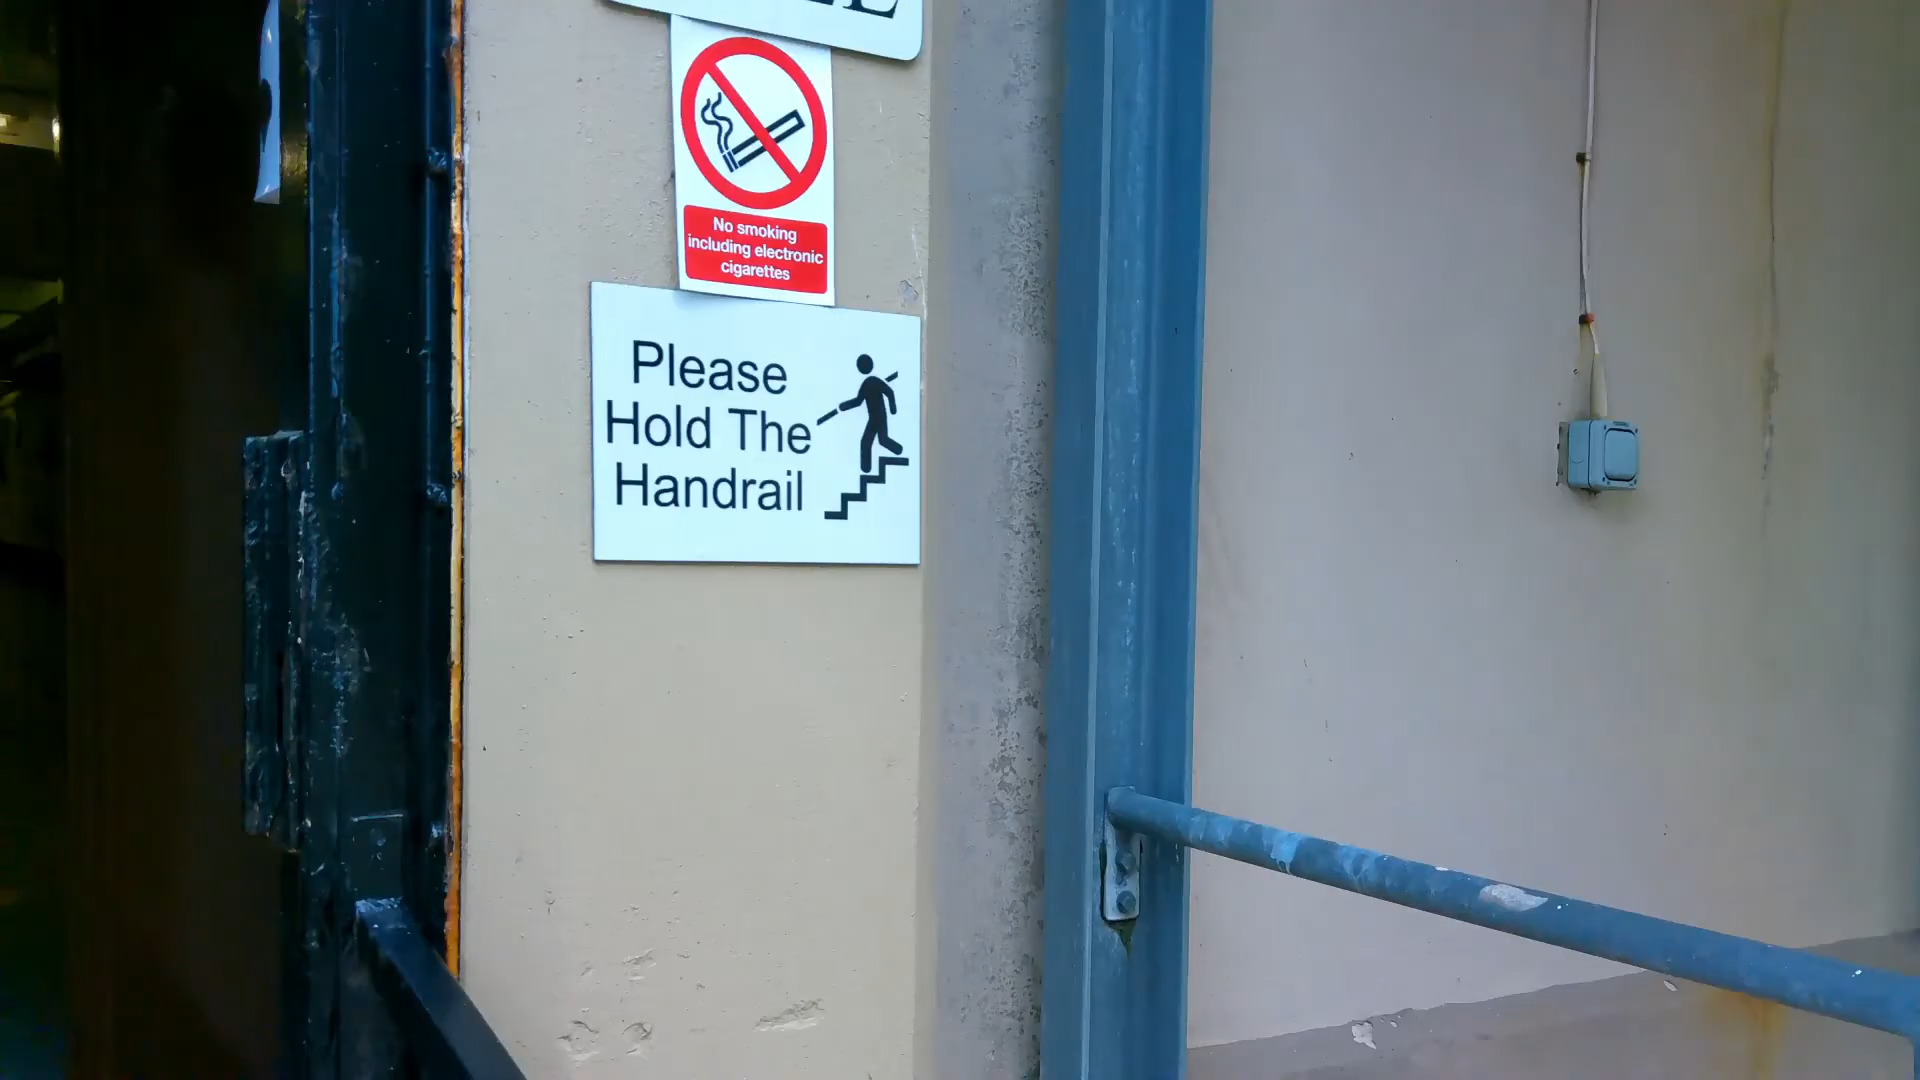 No smoking
including electronic
cigarettes
Please
Hold The
Handrail